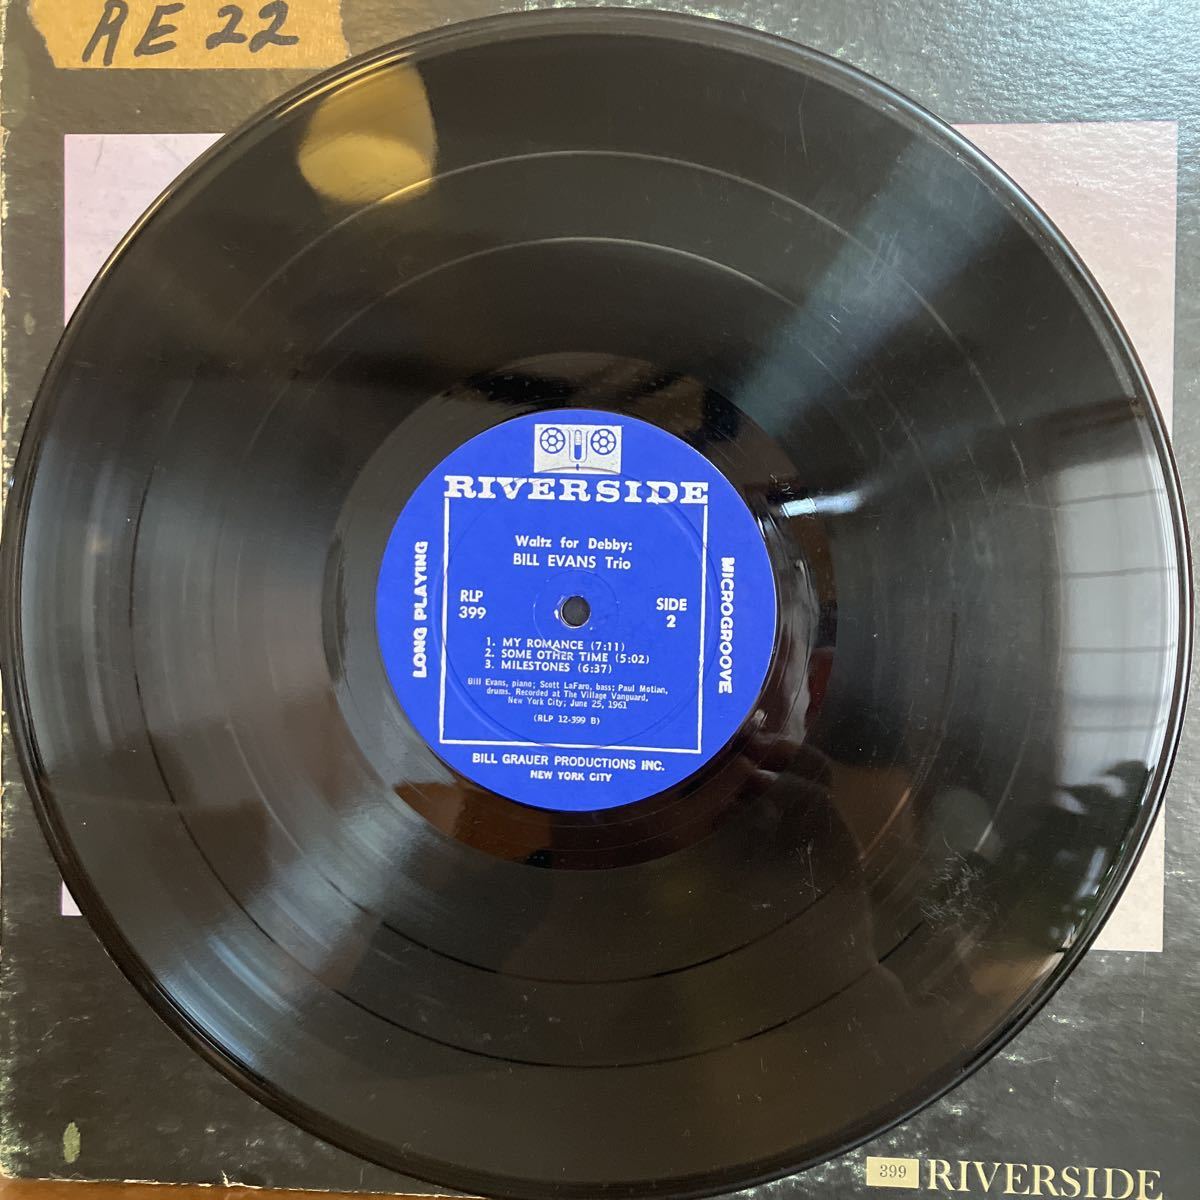 AE 22
RIVERSIDE
Waltz for Debby:
BILL EVANS Trio
LONG PLAYING
MICROGROOVE
RLP
399
SIDE
2
1. MY ROMANCE (7:11)
2. SOME OTHER TIME (5:02)
3. MILESTONES (6:37)
Bill Evans, piano; Scott LaFaro, bass; Paul Motian,
drums. Recorded at The Village Vanguard,
New York City; June 25, 1961
(RLP 12-399 B)
BILL GRAUER PRODUCTIONS INC.
NEW YORK CITY
399 RIVERSIDE